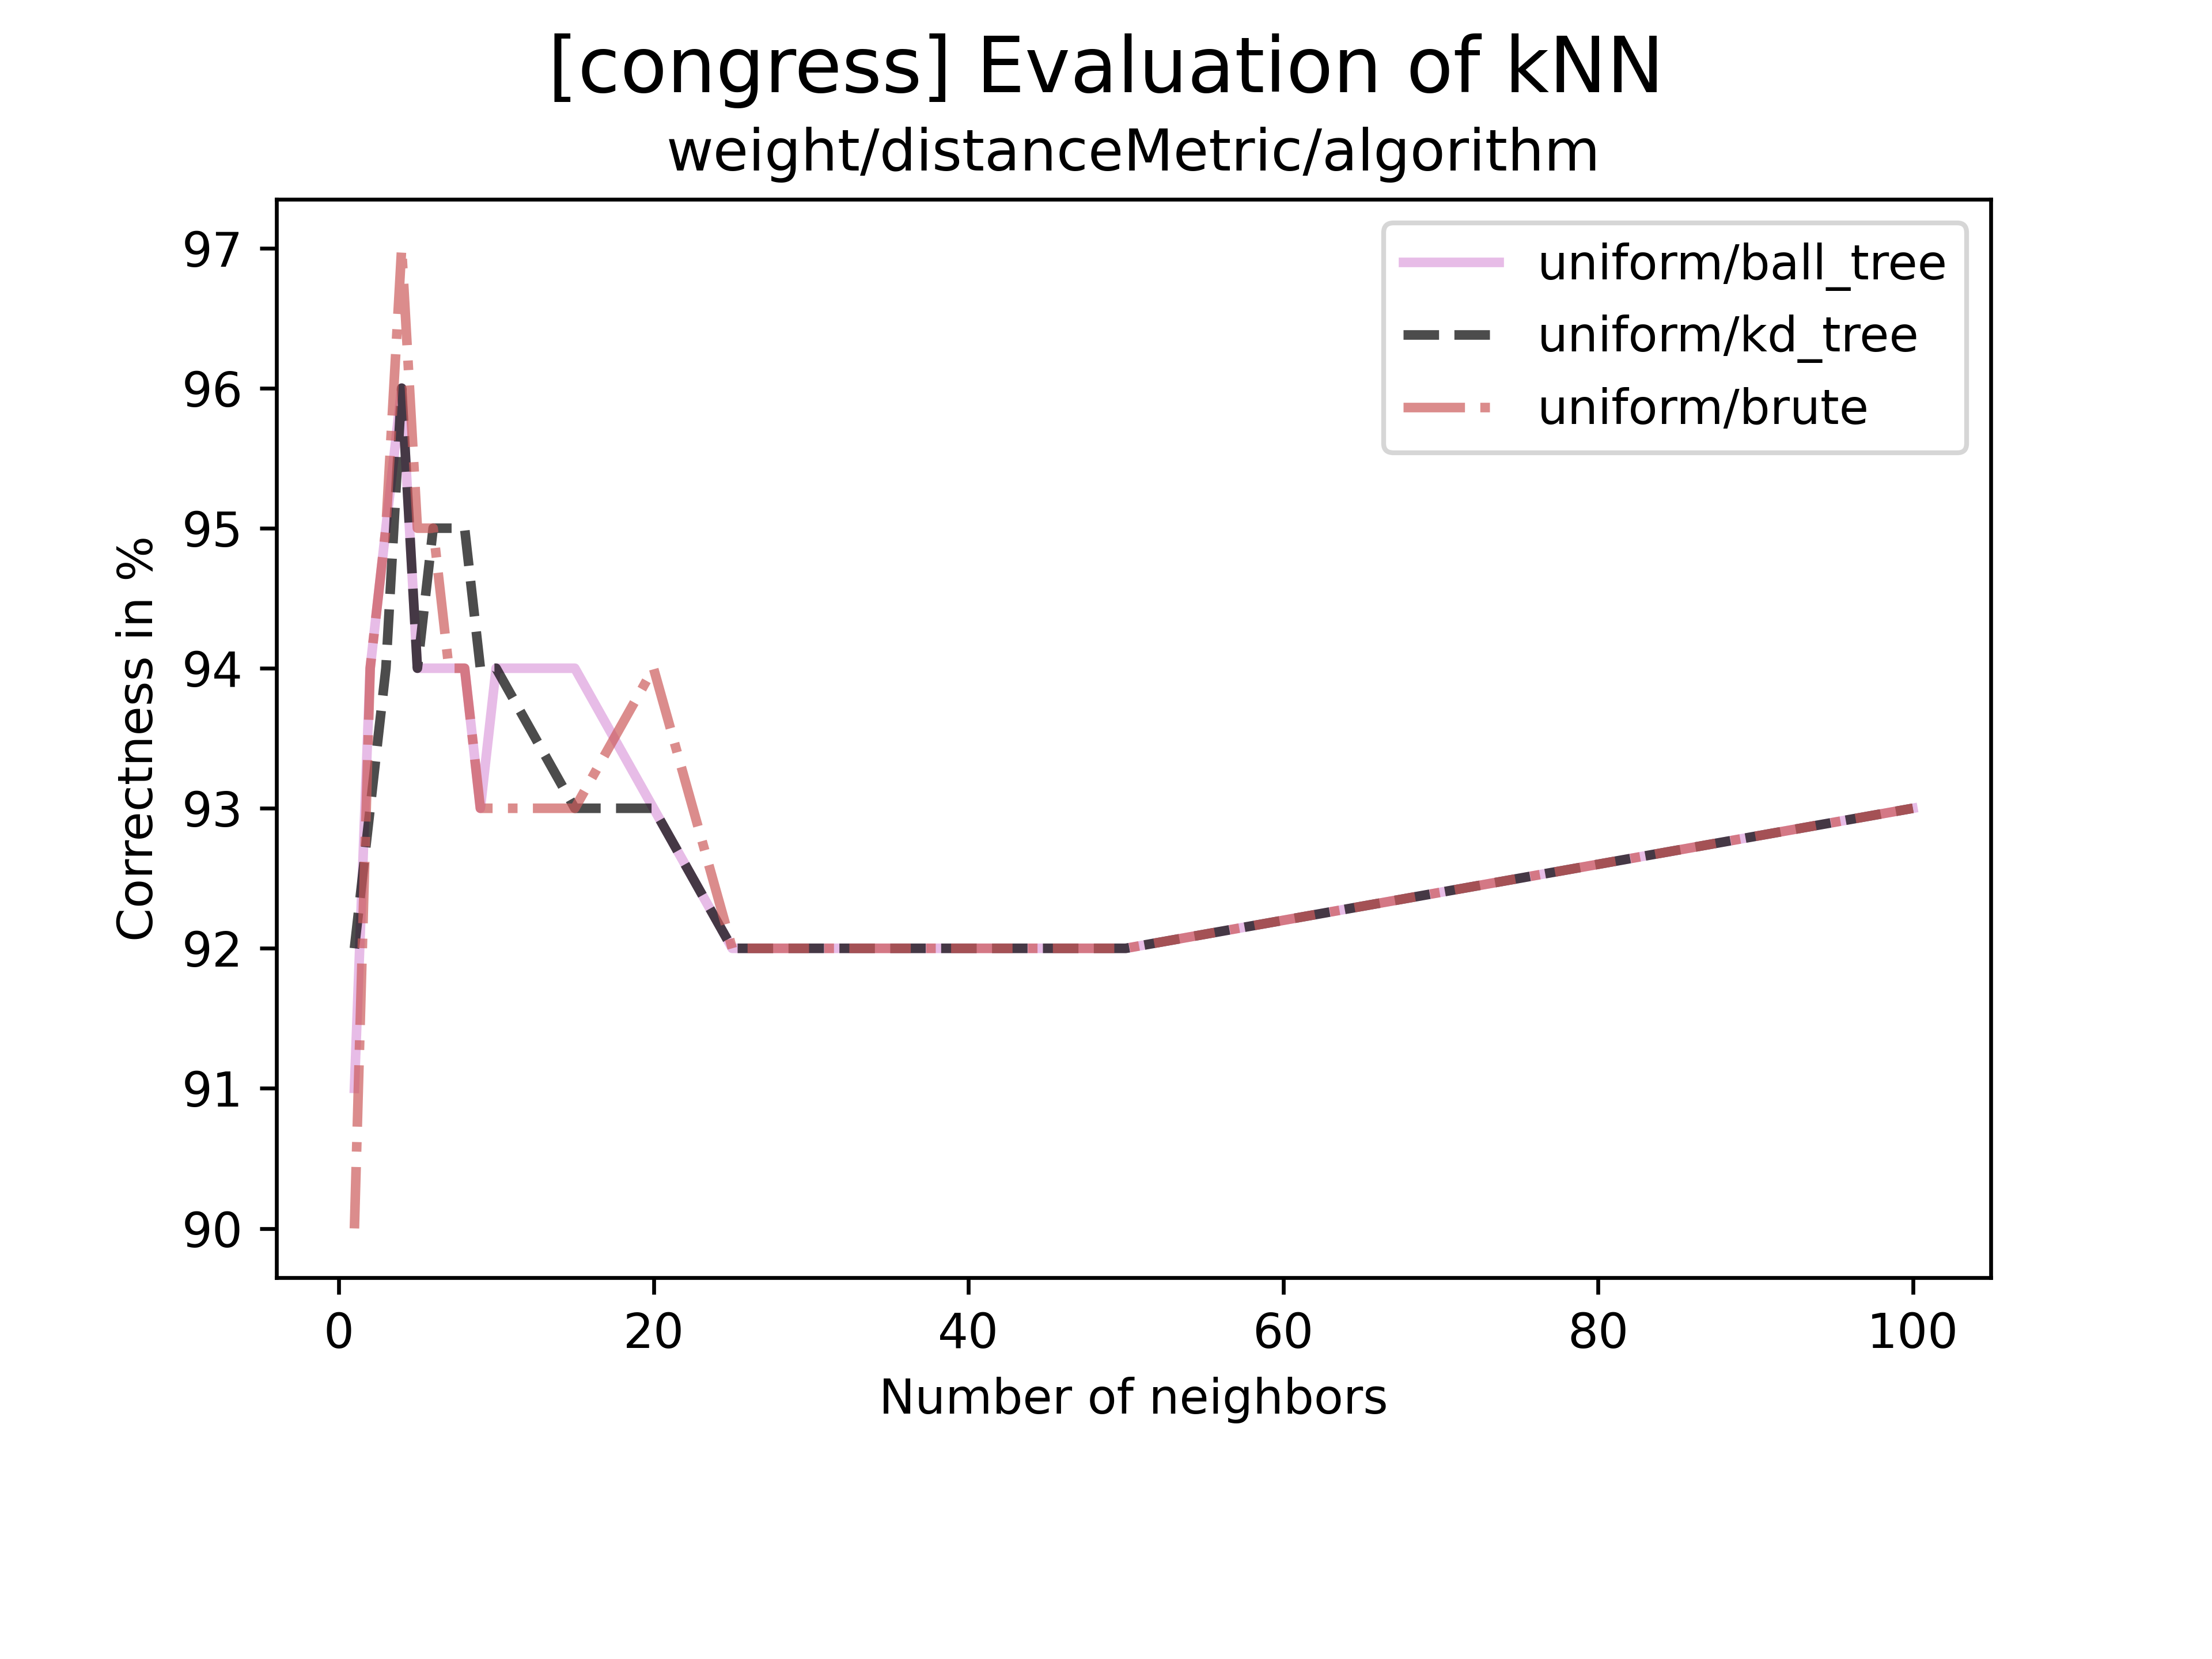 [congress] Evaluation of kNN
weight/distanceMetric/algorithm
97
96
95
94
93
92
91
90
Correctness in %
uniform/ball_tree
uniform/kd_tree
uniform/brute
0 20 40 60 80 100
Number of neighbors